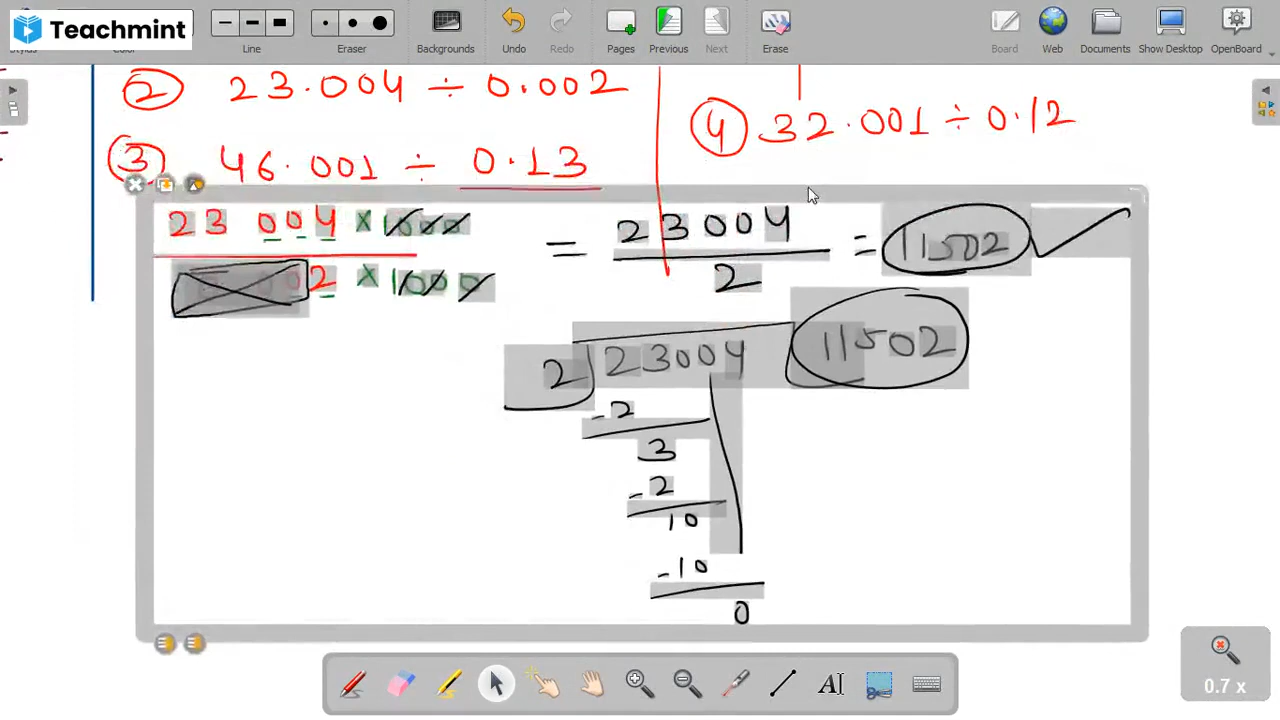 Teachmint
Line
Eraser
Backgrounds
Undo
Redo
Pages
Previous
Next
Erase
Board
Web
Documents
Show Desktop
OpenBoard
② 23.004 ÷ 0.002
③ 46.001 ÷ 0.13
④ 32.001 ÷ 0.12
23 004 × 1000
2 × 1000
= 23004
2
= 11502
2 23004 11502
-2
3
-2
10
-10
0
0.7 x